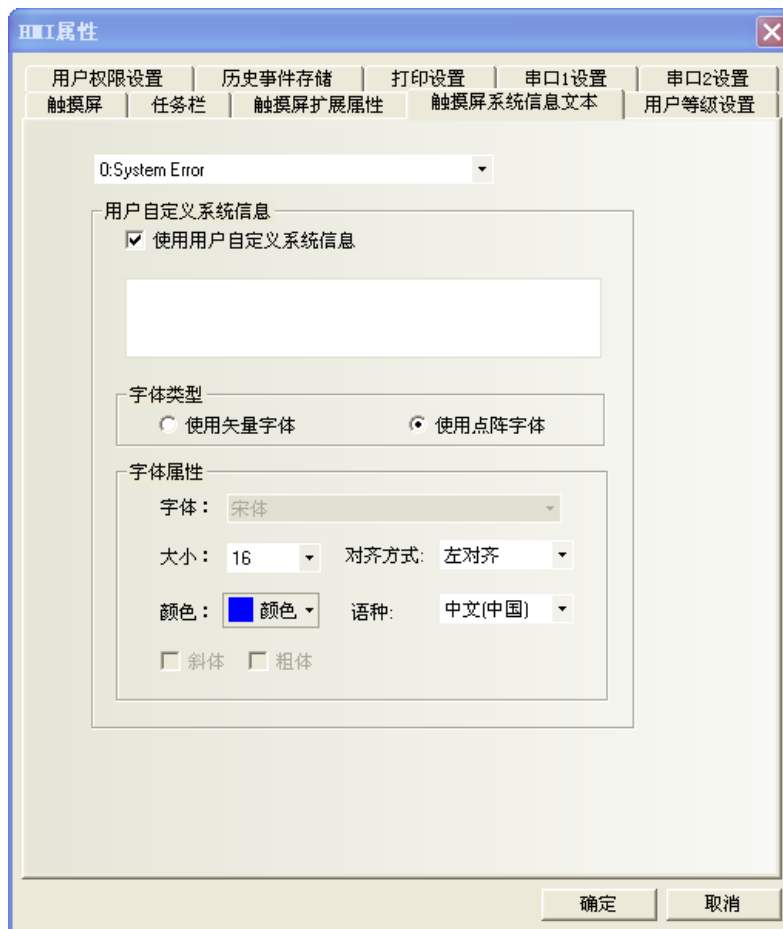 HMI属性
用户权限设置 历史事件存储 打印设置 串口1设置 串口2设置
触摸屏 任务栏 触摸屏扩展属性 触摸屏系统信息文本 用户等级设置
0:System Error
用户自定义系统信息
使用用户自定义系统信息
字体类型
使用矢量字体 使用点阵字体
字体属性
字体： 宋体
大小： 16 对齐方式: 左对齐
颜色： 颜色 语种: 中文(中国)
斜体 粗体
确定 取消